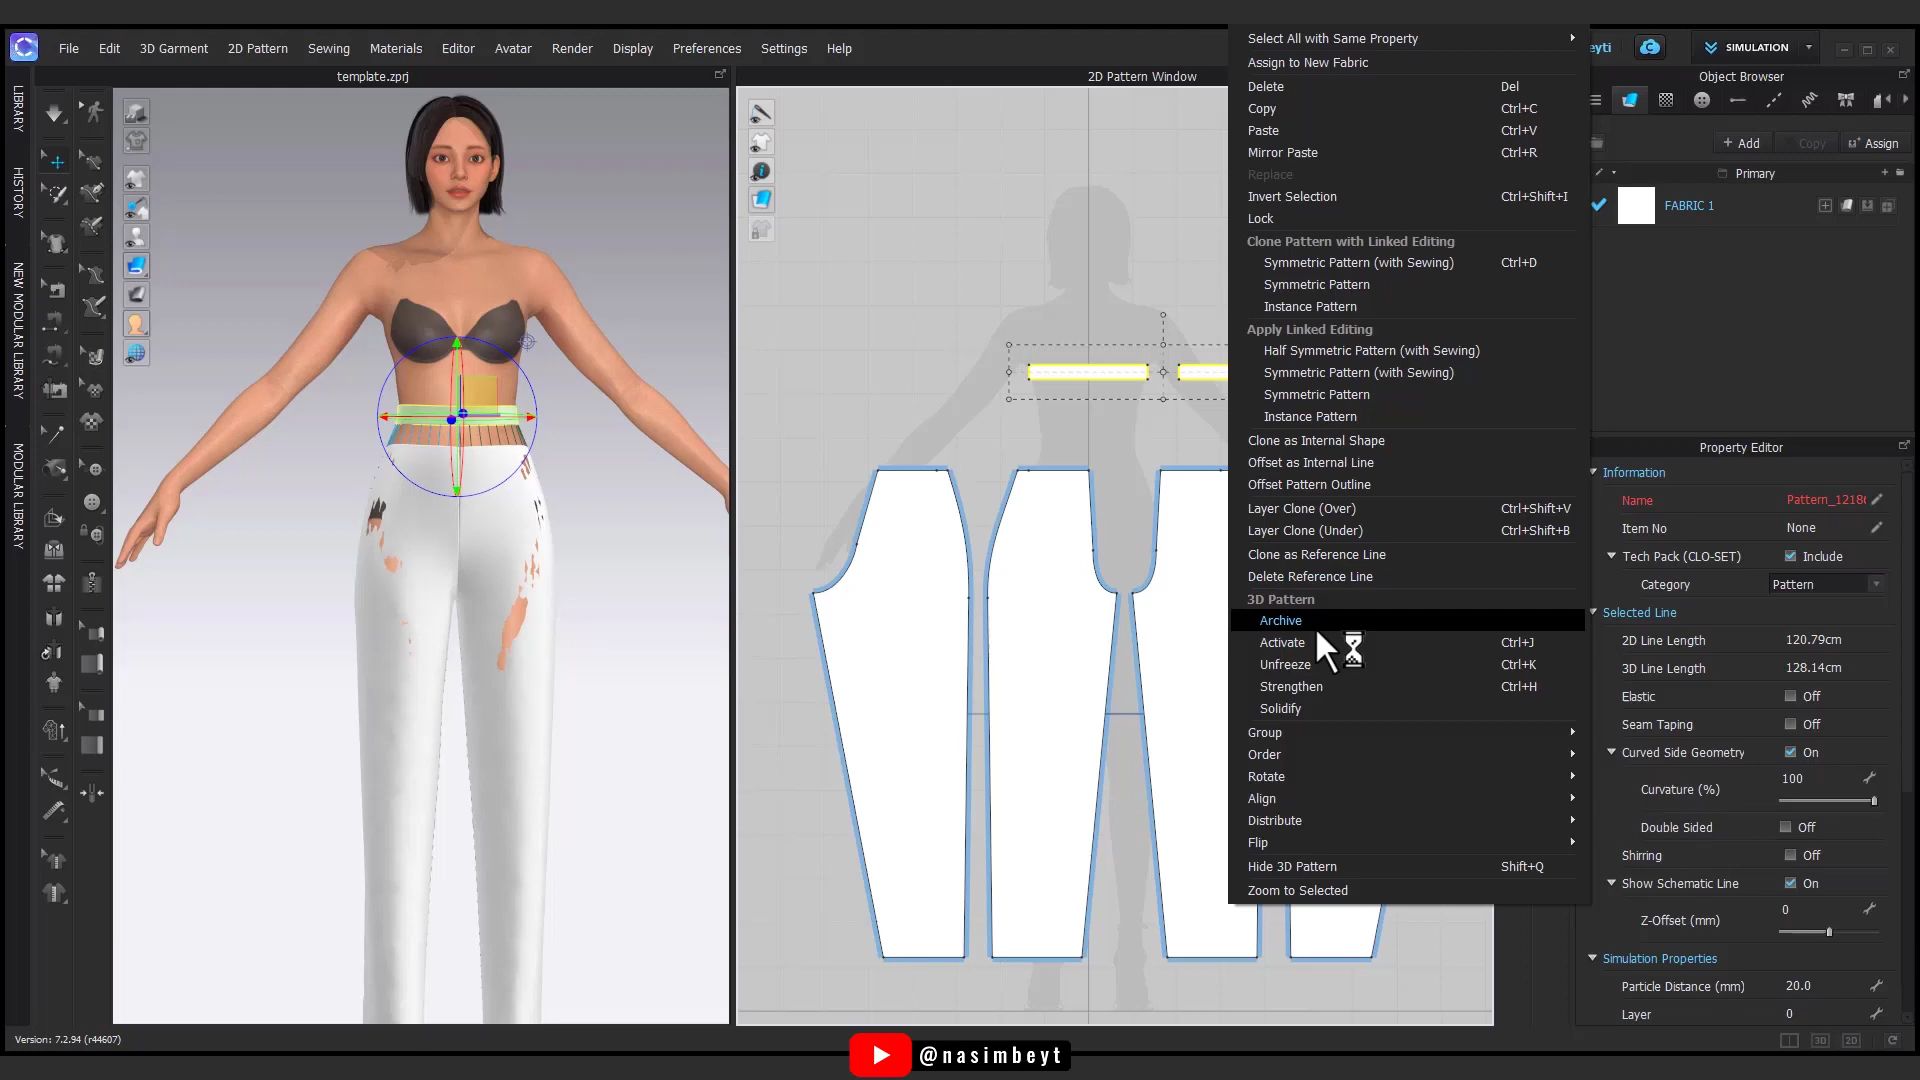 File Edit 3D Garment 2D Pattern Sewing Materials Editor Avatar Render Display Preferences Settings Help
template.zprj
2D Pattern Window
LIBRARY
HISTORY
NEW MODULAR LIBRARY
MODULAR LIBRARY
Select All with Same Property
Assign to New Fabric
Delete Del
Copy Ctrl+C
Paste Ctrl+V
Mirror Paste Ctrl+R
Replace
Invert Selection Ctrl+Shift+I
Lock
Clone Pattern with Linked Editing
Symmetric Pattern (with Sewing) Ctrl+D
Symmetric Pattern
Instance Pattern
Apply Linked Editing
Half Symmetric Pattern (with Sewing)
Symmetric Pattern (with Sewing)
Symmetric Pattern
Instance Pattern
Clone as Internal Shape
Offset as Internal Line
Offset Pattern Outline
Layer Clone (Over) Ctrl+Shift+V
Layer Clone (Under) Ctrl+Shift+B
Clone as Reference Line
Delete Reference Line
3D Pattern
Archive
Activate Ctrl+J
Unfreeze Ctrl+K
Strengthen Ctrl+H
Solidify
Group
Order
Rotate
Align
Distribute
Flip
Hide 3D Pattern Shift+Q
Zoom to Selected
eyti
SIMULATION
Object Browser
+ Add Copy Assign
Primary
FABRIC 1
Property Editor
Information
Name Pattern_1218
Item No None
Tech Pack (CLO-SET) Include
Category Pattern
Selected Line
2D Line Length 120.79cm
3D Line Length 128.14cm
Elastic Off
Seam Taping Off
Curved Side Geometry On
Curvature (%) 100
Double Sided Off
Shirring Off
Show Schematic Line On
Z-Offset (mm) 0
Simulation Properties
Particle Distance (mm) 20.0
Layer 0
Version: 7.2.94 (r44607)
3D 2D
@nasimbeyt